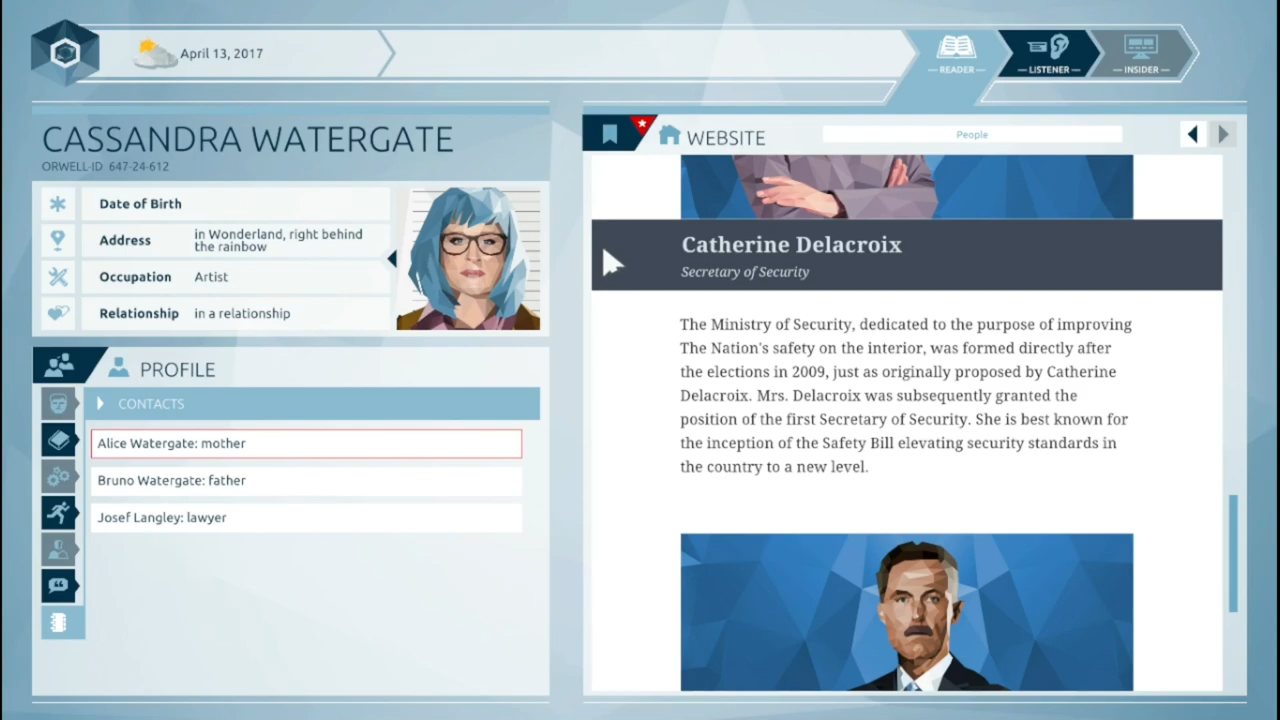 April 13, 2017
— READER —
— LISTENER —
— INSIDER —
CASSANDRA WATERGATE
ORWELL-ID: 647-24-612
Date of Birth
Address in Wonderland, right behind
the rainbow
Occupation Artist
Relationship in a relationship
PROFILE
CONTACTS
Alice Watergate: mother
Bruno Watergate: father
Josef Langley: lawyer
WEBSITE
People
Catherine Delacroix
Secretary of Security
The Ministry of Security, dedicated to the purpose of improving
The Nation's safety on the interior, was formed directly after
the elections in 2009, just as originally proposed by Catherine
Delacroix. Mrs. Delacroix was subsequently granted the
position of the first Secretary of Security. She is best known for
the inception of the Safety Bill elevating security standards in
the country to a new level.